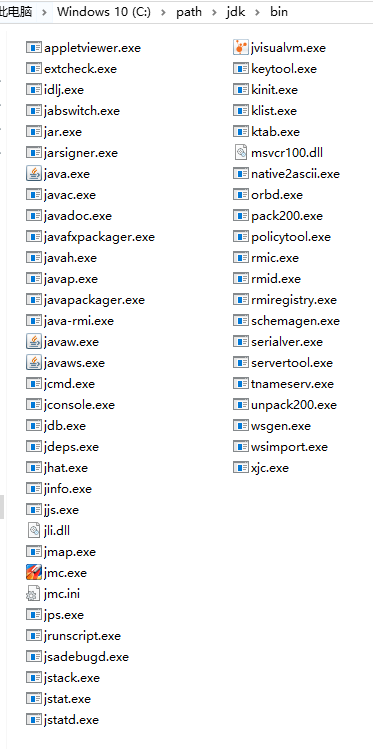 此电脑 > Windows 10 (C:) > path > jdk > bin
appletviewer.exe
extcheck.exe
idlj.exe
jabswitch.exe
jar.exe
jarsigner.exe
java.exe
javac.exe
javadoc.exe
javafxpackager.exe
javah.exe
javap.exe
javapackager.exe
java-rmi.exe
javaw.exe
javaws.exe
jcmd.exe
jconsole.exe
jdb.exe
jdeps.exe
jhat.exe
jinfo.exe
jjs.exe
jli.dll
jmap.exe
jmc.exe
jmc.ini
jps.exe
jrunscript.exe
jsadebugd.exe
jstack.exe
jstat.exe
jstatd.exe
jvisualvm.exe
keytool.exe
kinit.exe
klist.exe
ktab.exe
msvcr100.dll
native2ascii.exe
orbd.exe
pack200.exe
policytool.exe
rmic.exe
rmid.exe
rmiregistry.exe
schemagen.exe
serialver.exe
servertool.exe
tnameserv.exe
unpack200.exe
wsgen.exe
wsimport.exe
xjc.exe